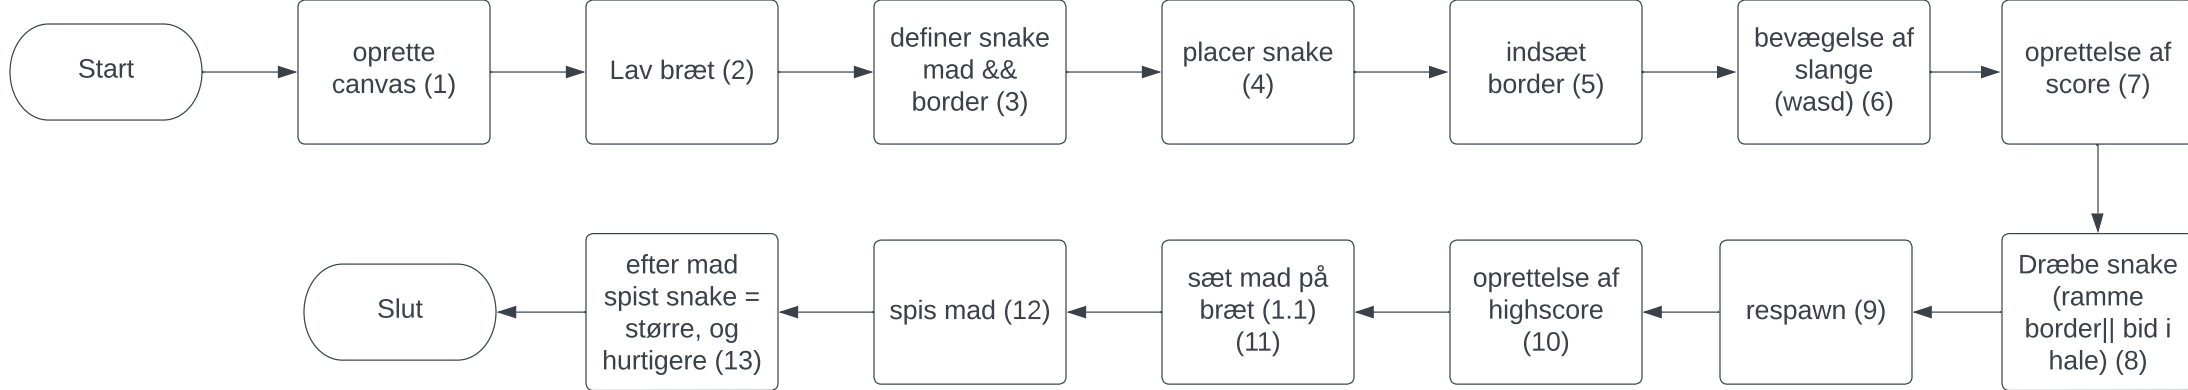 Start
oprette
canvas (1)
Lav bræt (2)
definer snake
mad &&
border (3)
placer snake
(4)
indsæt
border (5)
bevægelse af
slange
(wasd) (6)
oprettelse af
score (7)
Dræbe snake
(ramme
border|| bid i
hale) (8)
respawn (9)
oprettelse af
highscore
(10)
sæt mad på
bræt (1.1)
(11)
spis mad (12)
efter mad
spist snake =
større, og
hurtigere (13)
Slut